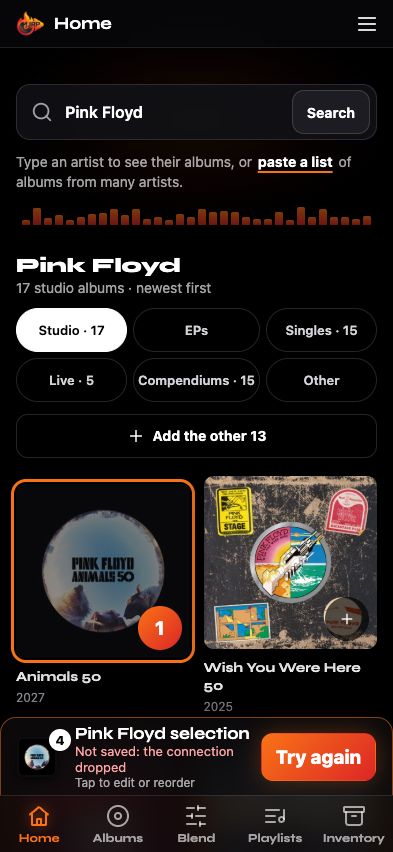 Home
Pink Floyd
Search
Type an artist to see their albums, or paste a list of
albums from many artists.
Pink Floyd
17 studio albums · newest first
Studio · 17
EPs
Singles · 15
Live · 5
Compendiums · 15
Other
+ Add the other 13
PINK FLOYD
ANIMALS 50
1
PINK FLOYD
STAGE
+
Animals 50
2027
Wish You Were Here
50
2025
4
Pink Floyd selection
Not saved: the connection
dropped
Tap to edit or reorder
Try again
Home
Albums
Blend
Playlists
Inventory